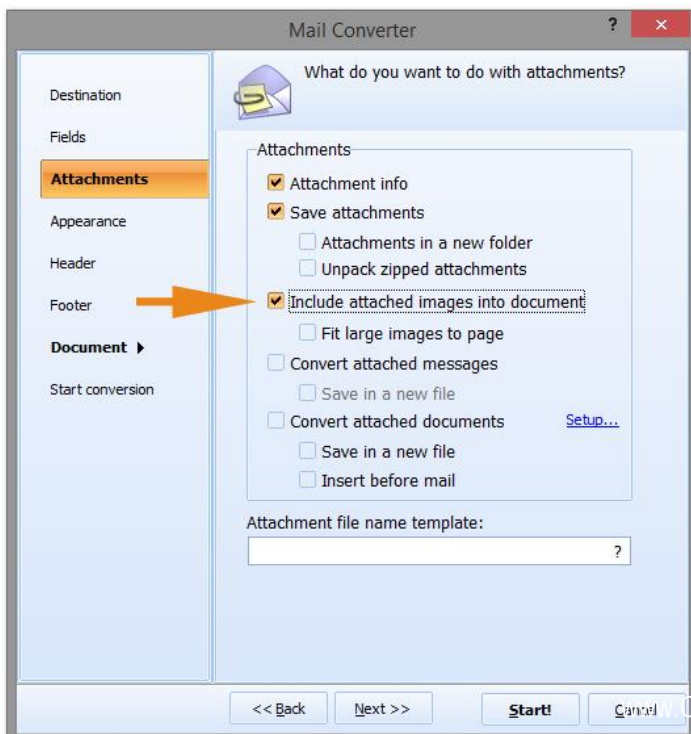 Mail Converter
?
What do you want to do with attachments?
Destination
Fields
Attachments
Appearance
Header
Footer
Document
Start conversion
Attachments
Attachment info
Save attachments
Attachments in a new folder
Unpack zipped attachments
Include attached images into document
Fit large images to page
Convert attached messages
Save in a new file
Convert attached documents Setup...
Save in a new file
Insert before mail
Attachment file name template:
?
<< Back Next >> Start!